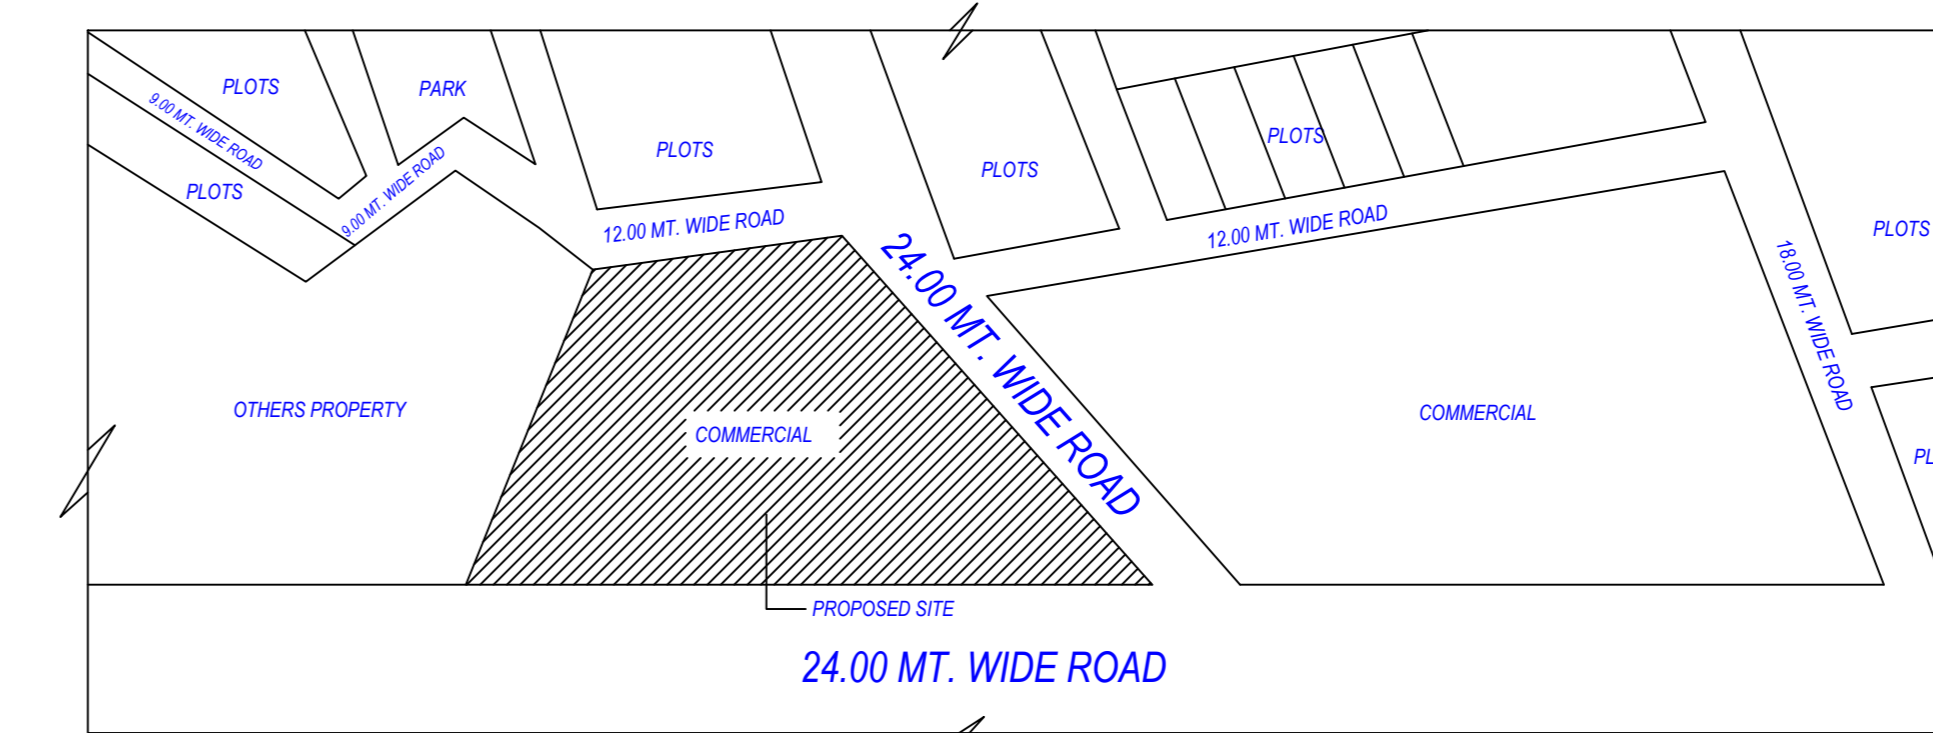 PLOTS
PARK
9.00 MT. WIDE ROAD
PLOTS
9.00 MT. WIDE ROAD
PLOTS
12.00 MT. WIDE ROAD
PLOTS
PLOTS
12.00 MT. WIDE ROAD
PLOTS
18.00 MT. WIDE ROAD
24.00 MT. WIDE ROAD
OTHERS PROPERTY
COMMERCIAL
COMMERCIAL
PL
PROPOSED SITE
24.00 MT. WIDE ROAD